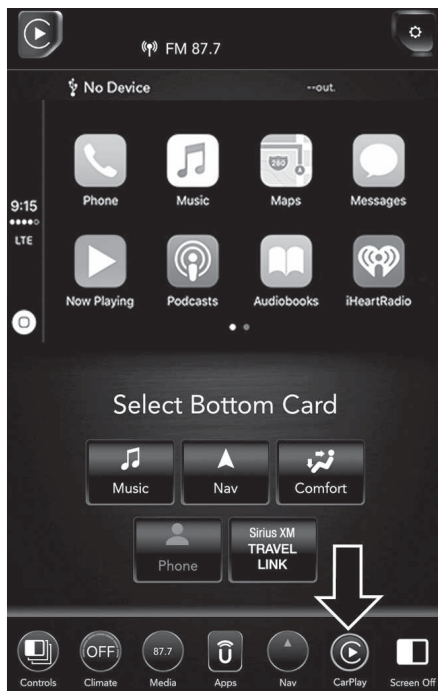 FM 87.7
No Device --out.
280
Phone Music Maps Messages
9:15
LTE
Now Playing Podcasts Audiobooks iHeartRadio
Select Bottom Card
Music Nav Comfort
Phone Sirius XM
TRAVEL
LINK
OFF 87.7
Controls Climate Media Apps Nav CarPlay Screen Off